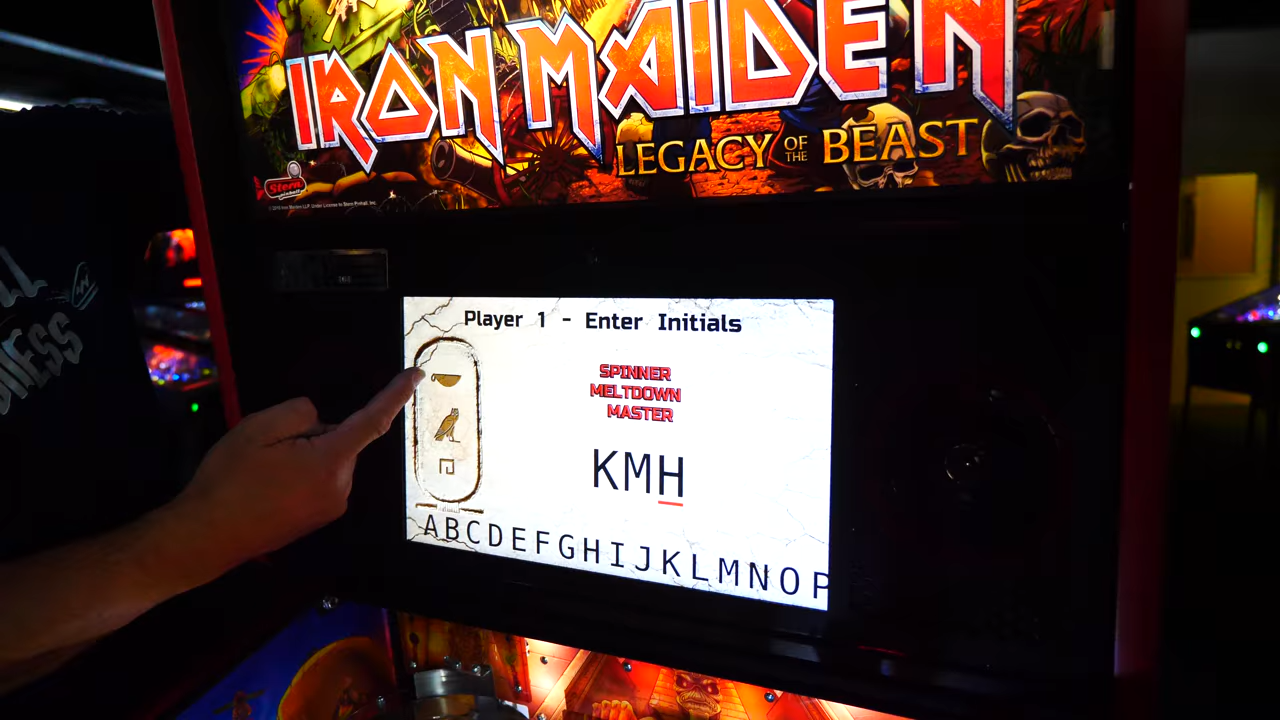 IRON MAIDEN
LEGACY OF THE BEAST
Stern
Player 1 - Enter Initials
SPINNER
MELTDOWN
MASTER
KMH
ABCDEFGHIJKLMNOP